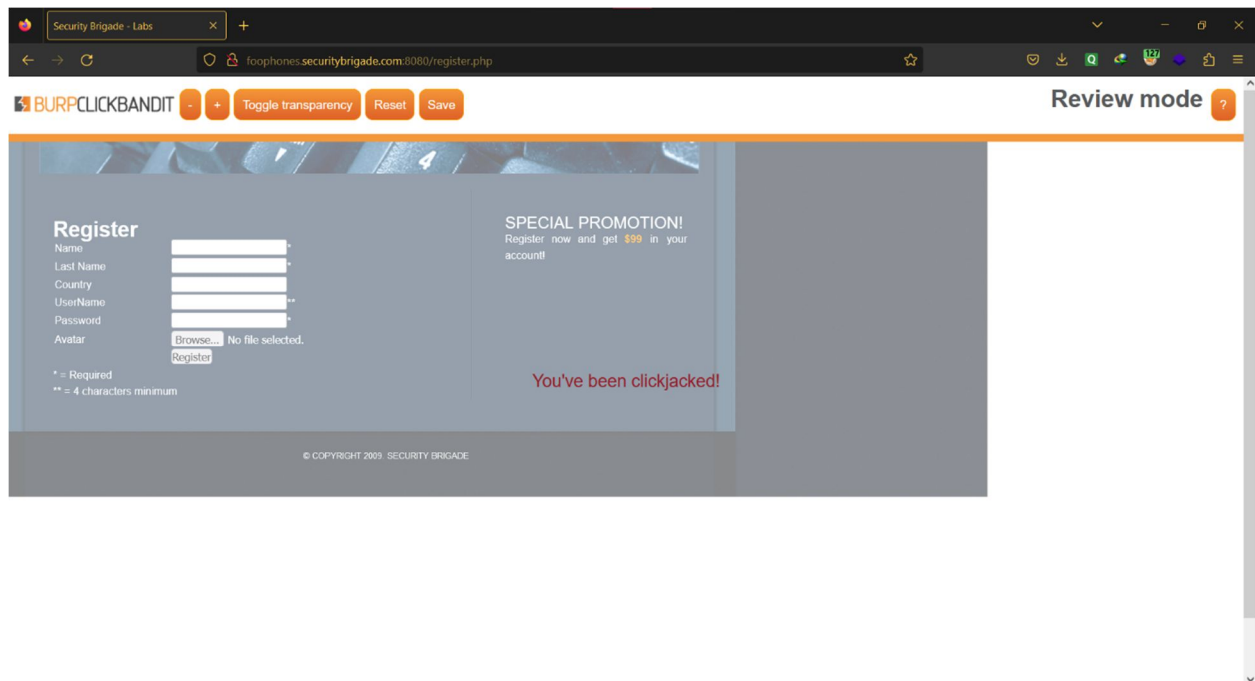 Security Brigade - Labs
foophones.securitybrigade.com:8080/register.php
Q
127
BURPCLICKBANDIT - + Toggle transparency Reset Save
Review mode ?
4
Register
Name *
Last Name *
Country
UserName **
Password *
Avatar Browse... No file selected.
Register
* = Required
** = 4 characters minimum
SPECIAL PROMOTION!
Register now and get $99 in your
account!
You've been clickjacked!
© COPYRIGHT 2009. SECURITY BRIGADE